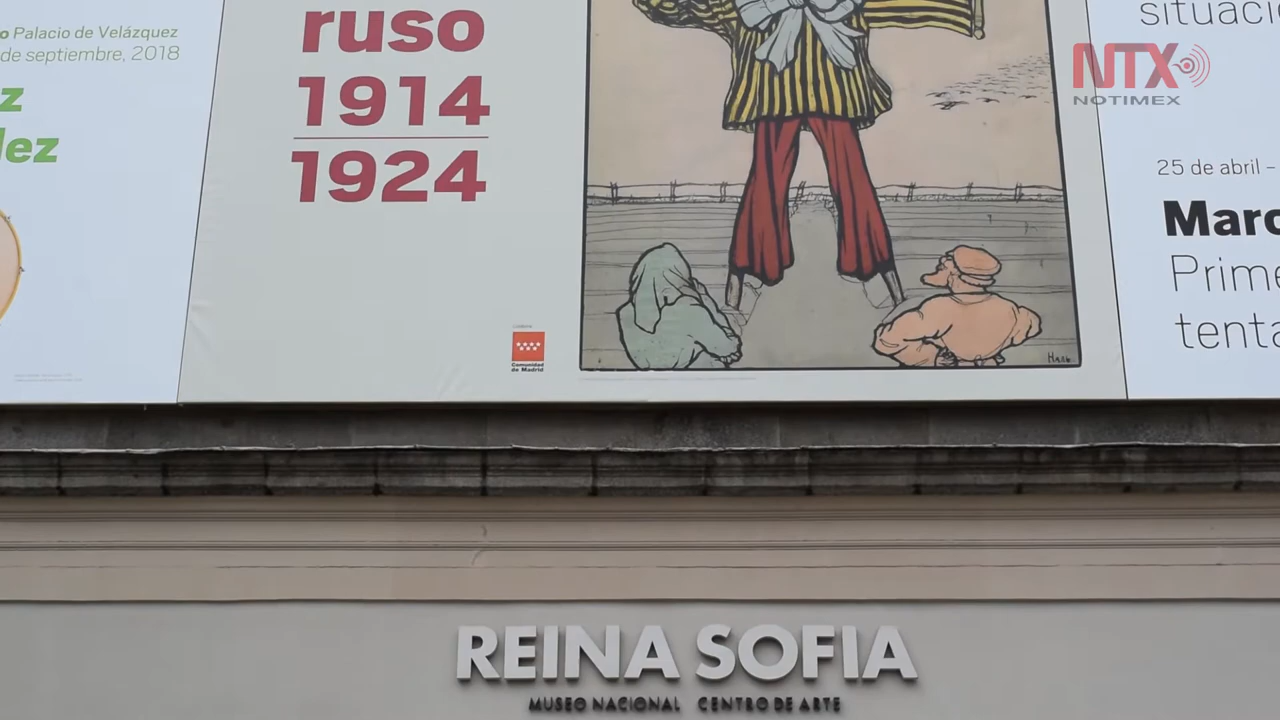 o Palacio de Velázquez
de septiembre, 2018
z
lez
ruso
1914
1924
Comunidad
de Madrid
situaci
NTX
NOTIMEX
25 de abril –
Marc
Prime
tenta
REINA SOFIA
MUSEO NACIONAL CENTRO DE ARTE